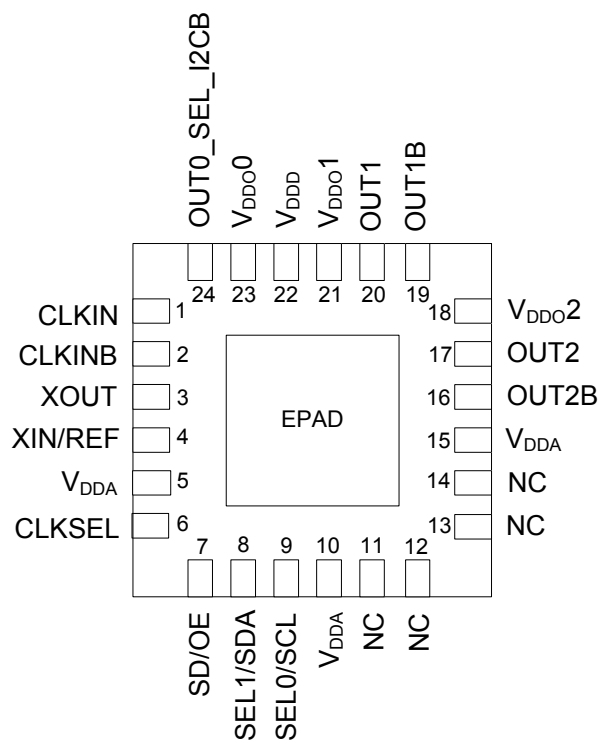 OUT0_SEL_I2CB
VDDO0
VDDD
VDDO1
OUT1
OUT1B
24
23
22
21
20
19
CLKIN
1
CLKINB
2
XOUT
3
XIN/REF
4
VDDA
5
CLKSEL
6
EPAD
18
VDDO2
17
OUT2
16
OUT2B
15
VDDA
14
NC
13
NC
7
8
9
10
11
12
SD/OE
SEL1/SDA
SEL0/SCL
VDDA
NC
NC